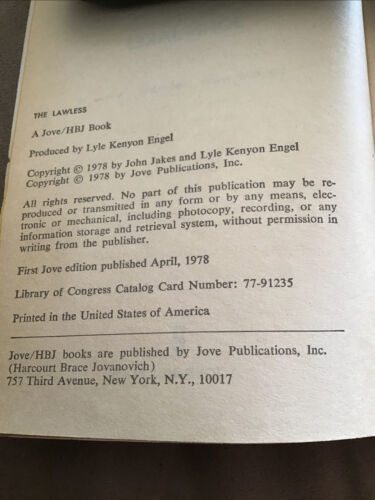 THE LAWLESS
A Jove/HBJ Book
Produced by Lyle Kenyon Engel
Copyright © 1978 by John Jakes and Lyle Kenyon Engel
Copyright © 1978 by Jove Publications, Inc.
All rights reserved. No part of this publication may be re-
produced or transmitted in any form or by any means, elec-
tronic or mechanical, including photocopy, recording, or any
information storage and retrieval system, without permission in
writing from the publisher.
First Jove edition published April, 1978
Library of Congress Catalog Card Number: 77-91235
Printed in the United States of America
Jove/HBJ books are published by Jove Publications, Inc.
(Harcourt Brace Jovanovich)
757 Third Avenue, New York, N.Y., 10017